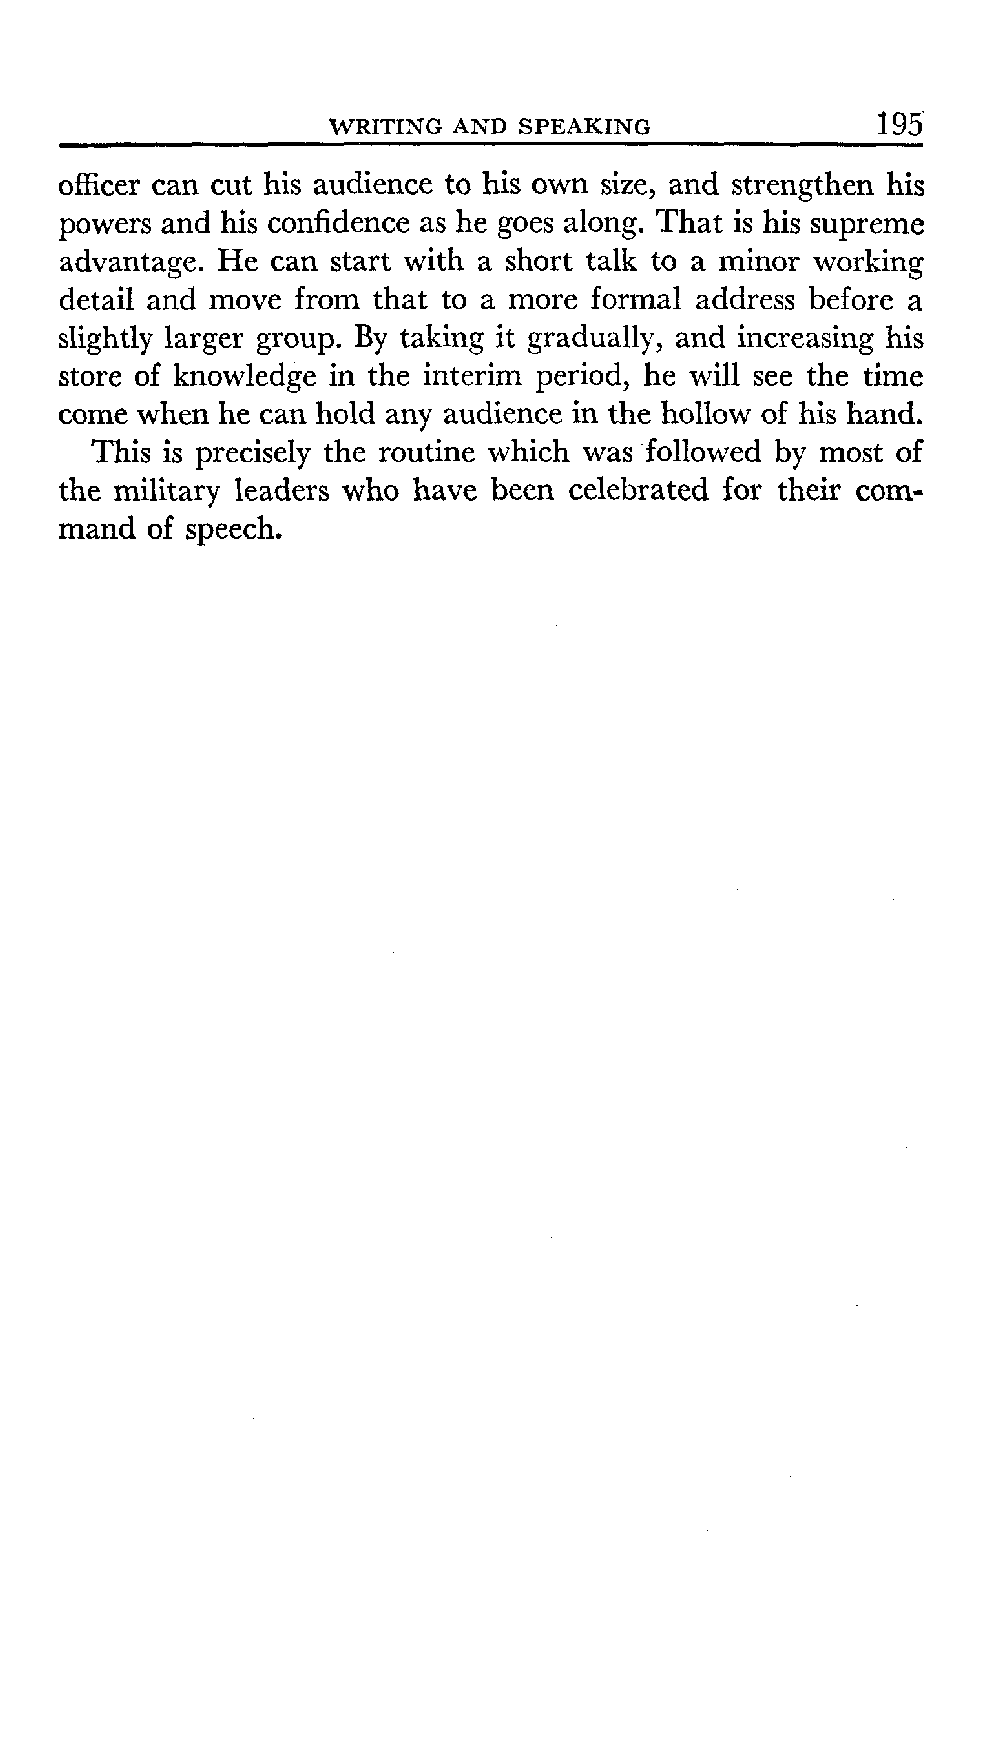 WRITING AND SPEAKING 195
officer can cut his audience to his own size, and strengthen his
powers and his confidence as he goes along. That is his supreme
advantage. He can start with a short talk to a minor working
detail and move from that to a more formal address before a
slightly larger group. By taking it gradually, and increasing his
store of knowledge in the interim period, he will see the time
come when he can hold any audience in the hollow of his hand.
This is precisely the routine which was followed by most of
the military leaders who have been celebrated for their com-
mand of speech.